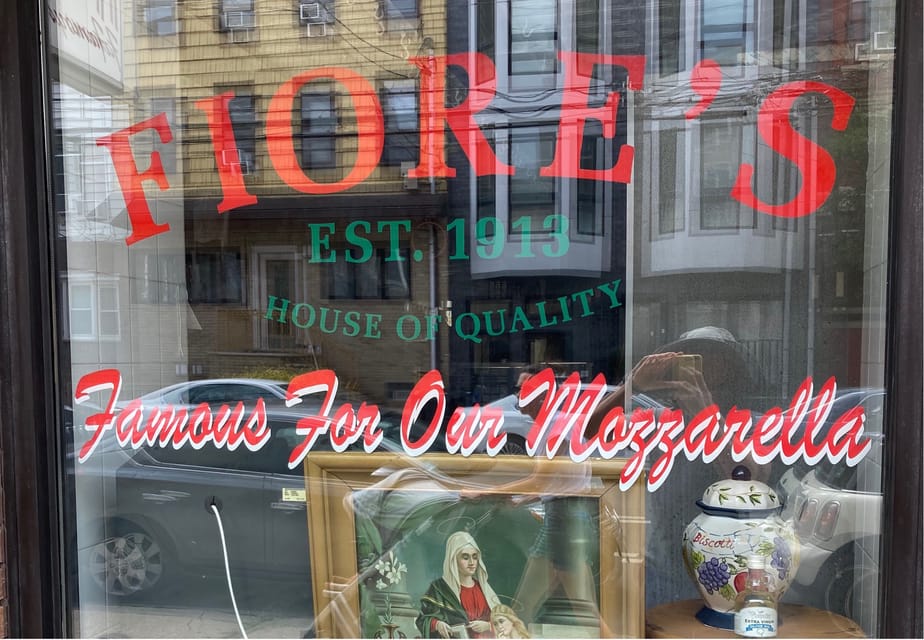 FIORE'S
EST. 1913
HOUSE OF QUALITY
Famous For Our Mozzarella
Biscotti
EXTRA VIRGIN